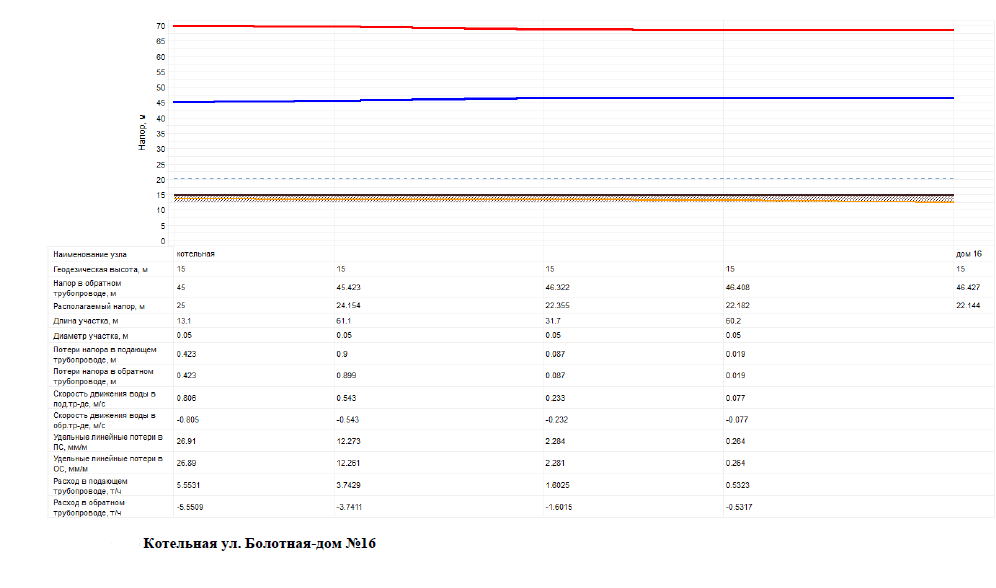 70
65
60
55
50
45
40
35
30
25
20
15
10
5
0
Напор, м
Наименование узла котельная дом 16
Геодезическая высота, м 15 15 15 15 15
Напор в обратном
трубопроводе, м 45 45.423 46.322 46.408 46.427
Располагаемый напор, м 25 24.154 22.355 22.182 22.144
Длина участка, м 13.1 61.1 31.7 60.2
Диаметр участка, м 0.05 0.05 0.05 0.05
Потери напора в подающем
трубопроводе, м 0.423 0.9 0.087 0.019
Потери напора в обратном
трубопроводе, м 0.423 0.899 0.087 0.019
Скорость движения воды в
под.тр-де, м/с 0.806 0.543 0.233 0.077
Скорость движения воды в
обр.тр-де, м/с -0.805 -0.543 -0.232 -0.077
Удельные линейные потери в
ПС, мм/м 26.91 12.273 2.284 0.264
Удельные линейные потери в
ОС, мм/м 26.89 12.261 2.281 0.264
Расход в подающем
трубопроводе, т/ч 5.5531 3.7429 1.6025 0.5323
Расход в обратном
трубопроводе, т/ч -5.5509 -3.7411 -1.6015 -0.5317
Котельная ул. Болотная-дом №16